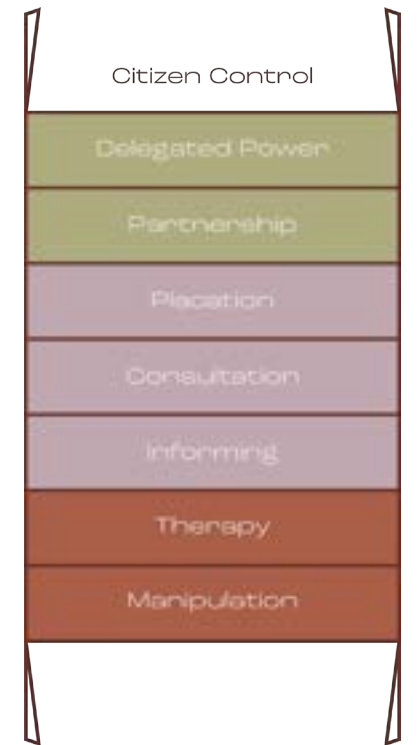 Citizen Control
Delegated Power
Partnership
Placation
Consultation
Informing
Therapy
Manipulation